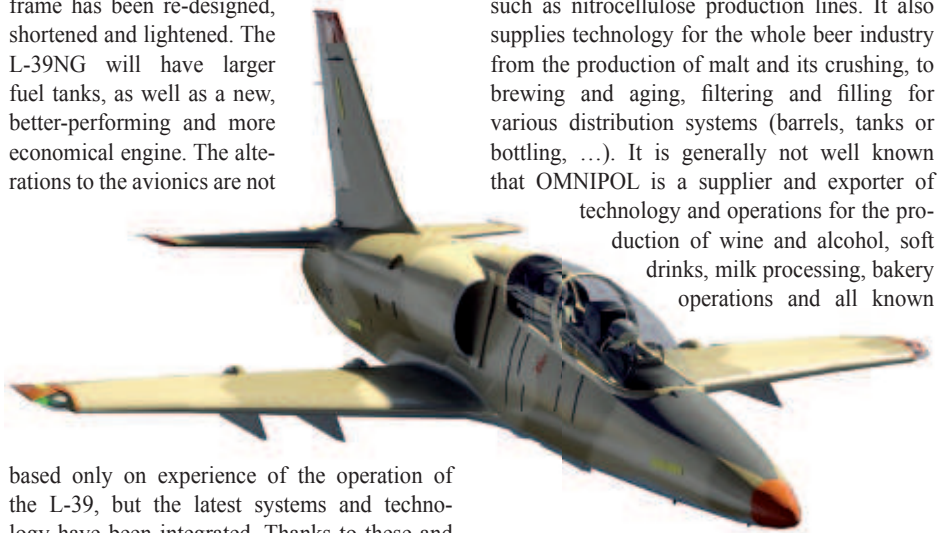 frame has been re-designed,
shortened and lightened. The
L-39NG will have larger
fuel tanks, as well as a new,
better-performing and more
economical engine. The alte-
rations to the avionics are not
based only on experience of the operation of
the L-39, but the latest systems and techno-
logy have been integrated. Thanks to these and
such as nitrocellulose production lines. It also
supplies technology for the whole beer industry
from the production of malt and its crushing, to
brewing and aging, filtering and filling for
various distribution systems (barrels, tanks or
bottling, …). It is generally not well known
that OMNIPOL is a supplier and exporter of
technology and operations for the pro-
duction of wine and alcohol, soft
drinks, milk processing, bakery
operations and all known